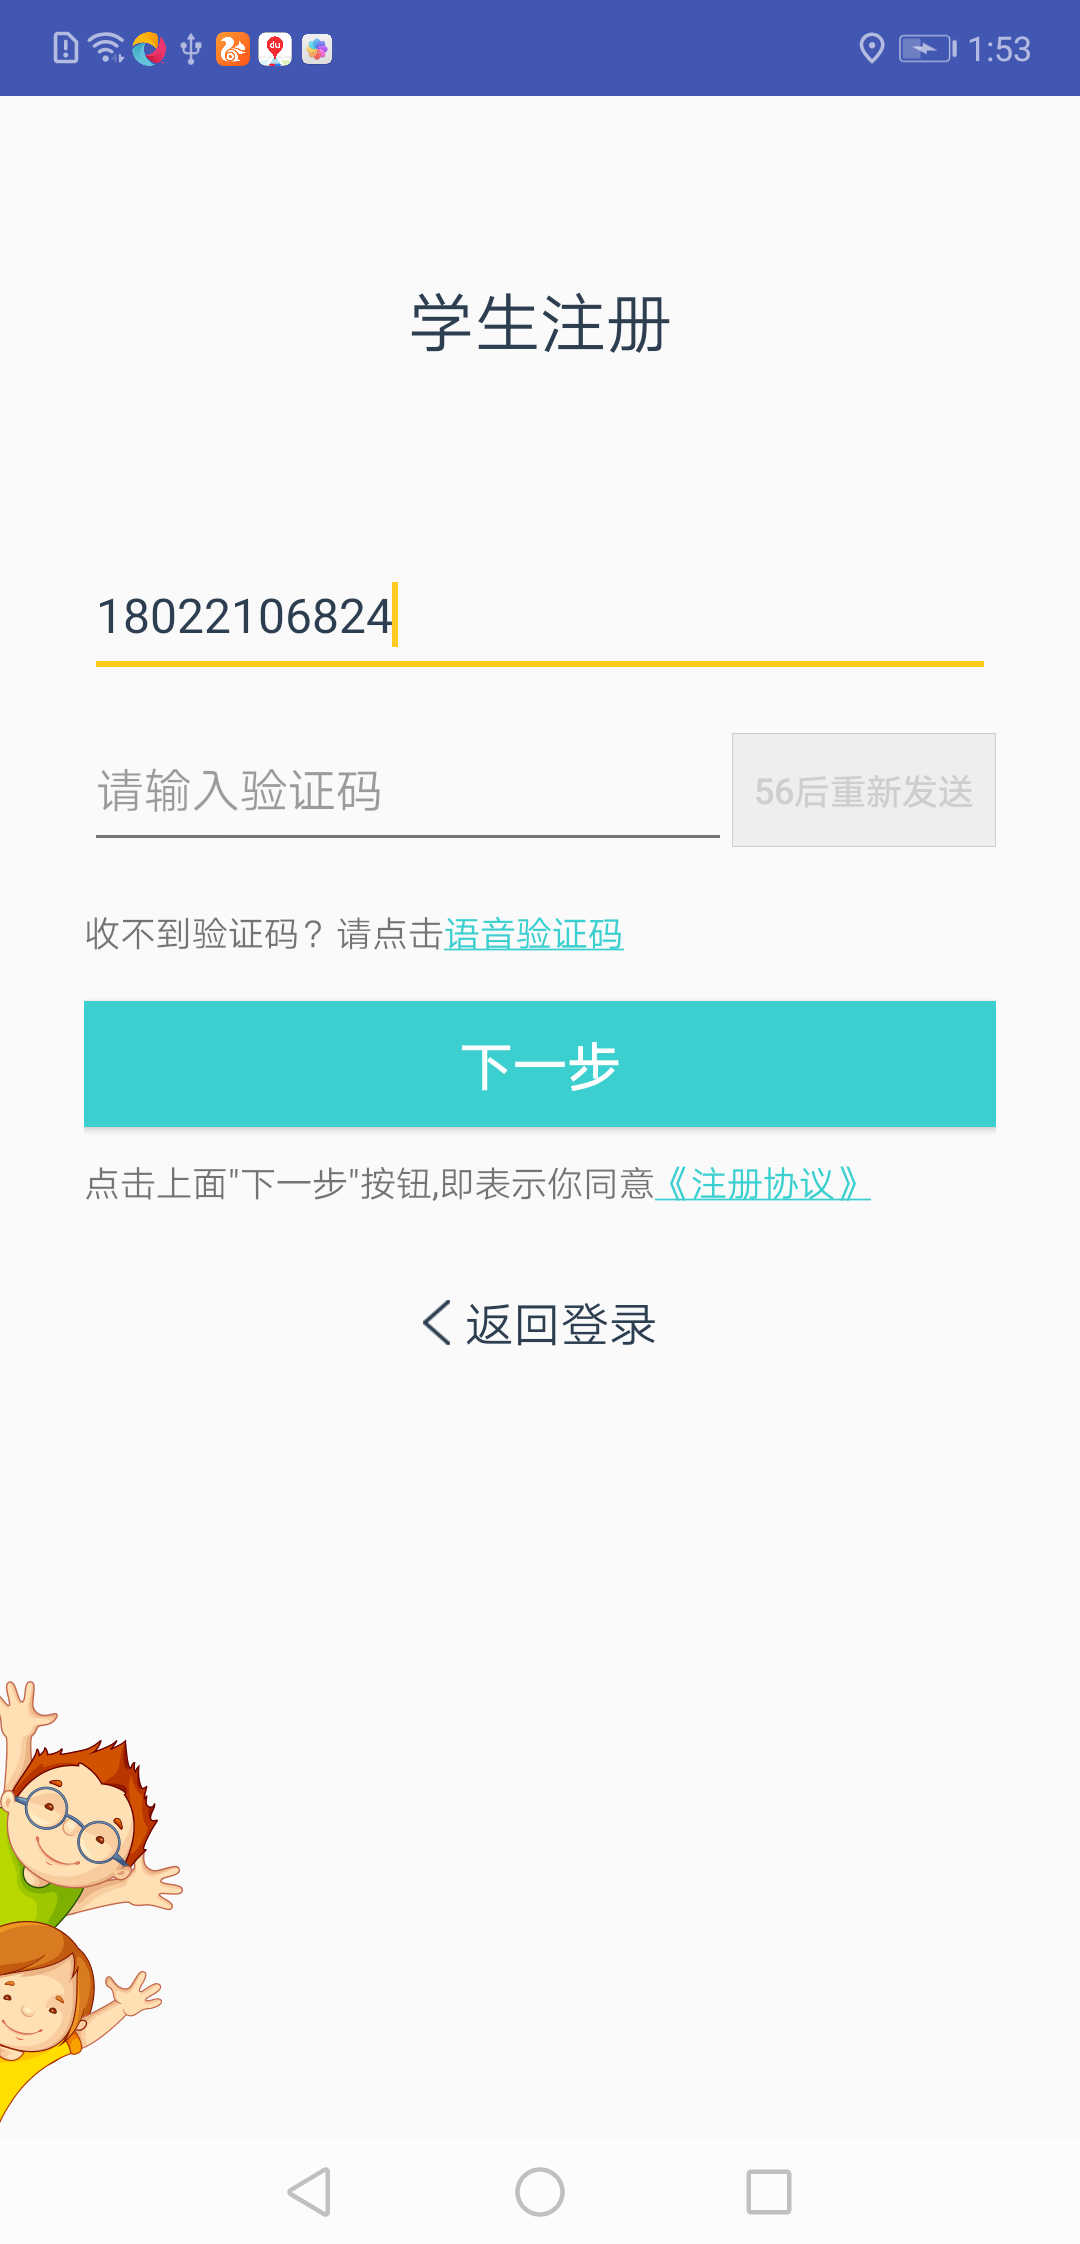 1:53
学生注册
18022106824
请输入验证码
56后重新发送
收不到验证码？请点击语音验证码
下一步
点击上面"下一步"按钮,即表示你同意《注册协议》
返回登录